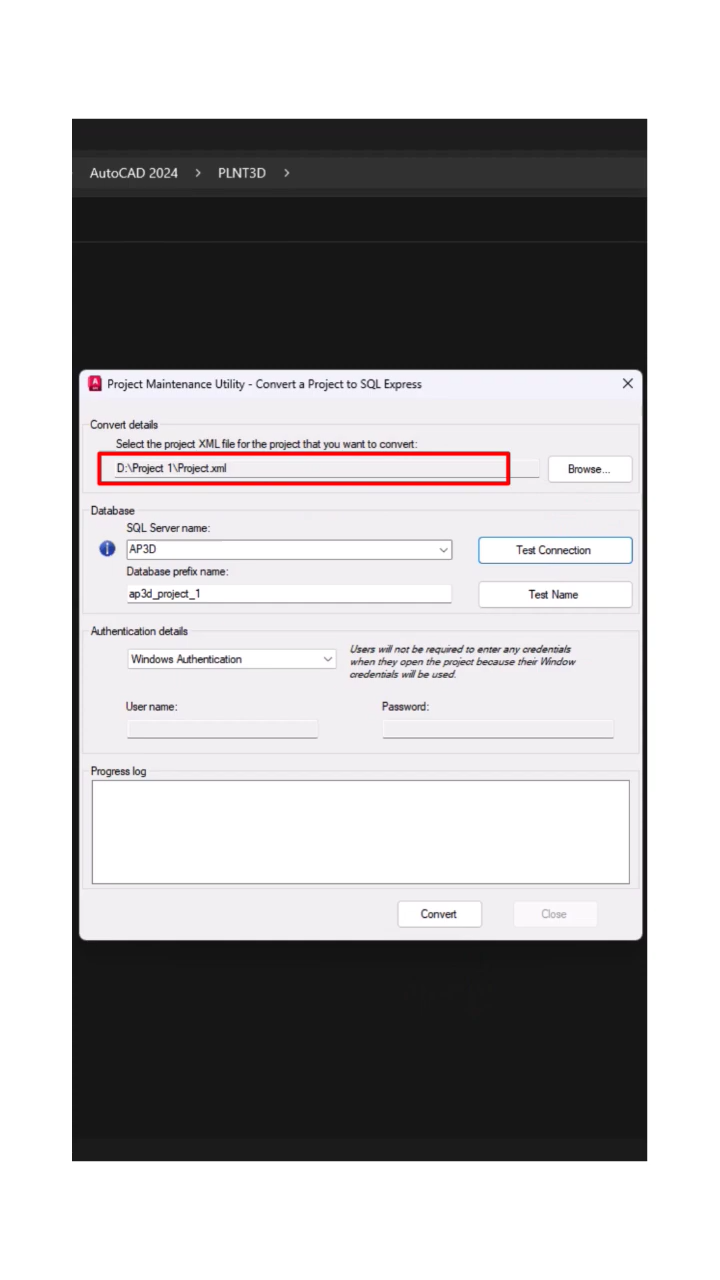 AutoCAD 2024 > PLNT3D >
Project Maintenance Utility - Convert a Project to SQL Express
Convert details
Select the project XML file for the project that you want to convert:
D:\Project 1\Project.xml
Browse...
Database
SQL Server name:
AP3D
Test Connection
Database prefix name:
ap3d_project_1
Test Name
Authentication details
Windows Authentication
Users will not be required to enter any credentials
when they open the project because their Window
credentials will be used.
User name:
Password:
Progress log
Convert
Close